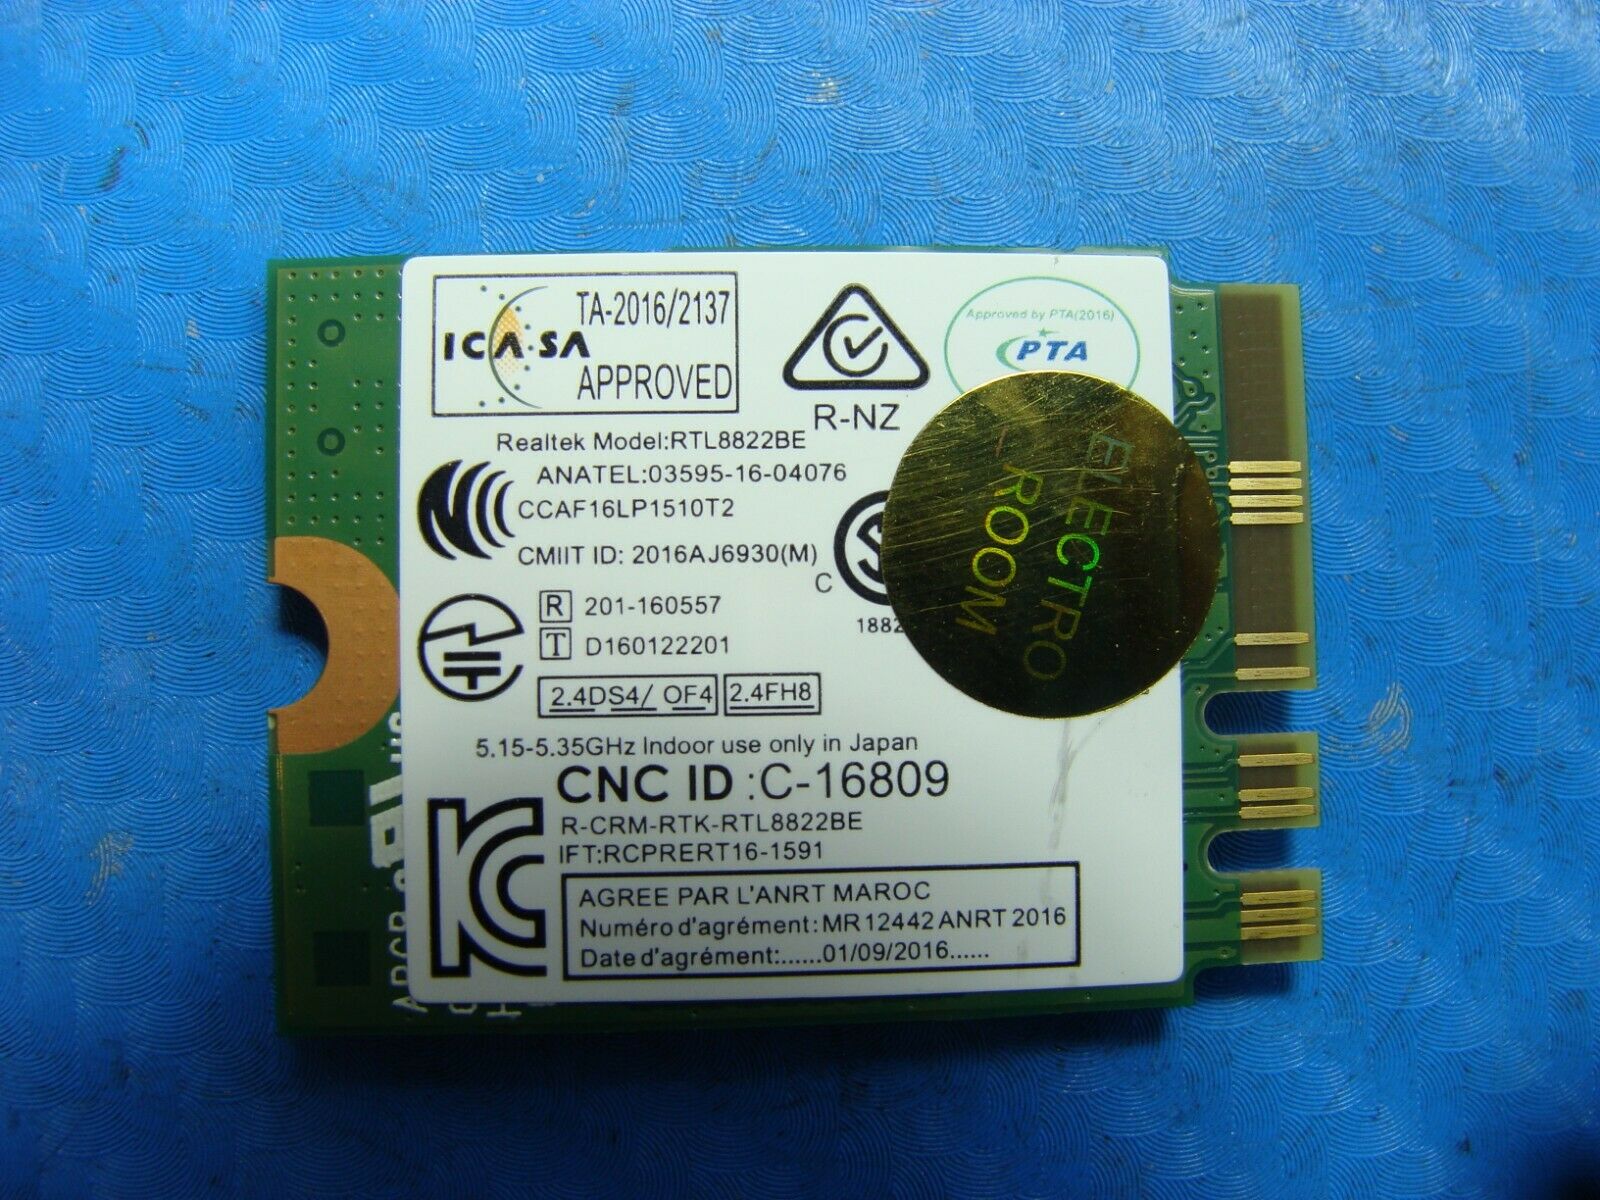 ICASA
TA-2016/2137
APPROVED
R-NZ
Approved by PTA(2016)
PTA
Realtek Model:RTL8822BE
ANATEL:03595-16-04076
CCAF16LP1510T2
CMIIT ID: 2016AJ6930(M)
C
1882
ELECTRO
ROOM
R 201-160557
T D160122201
2.4DS4/ OF4 2.4FH8
5.15-5.35GHz Indoor use only in Japan
CNC ID :C-16809
R-CRM-RTK-RTL8822BE
IFT:RCPRERT16-1591
AGREE PAR L'ANRT MAROC
Numéro d'agrément: MR 12442 ANRT 2016
Date d'agrément:......01/09/2016......